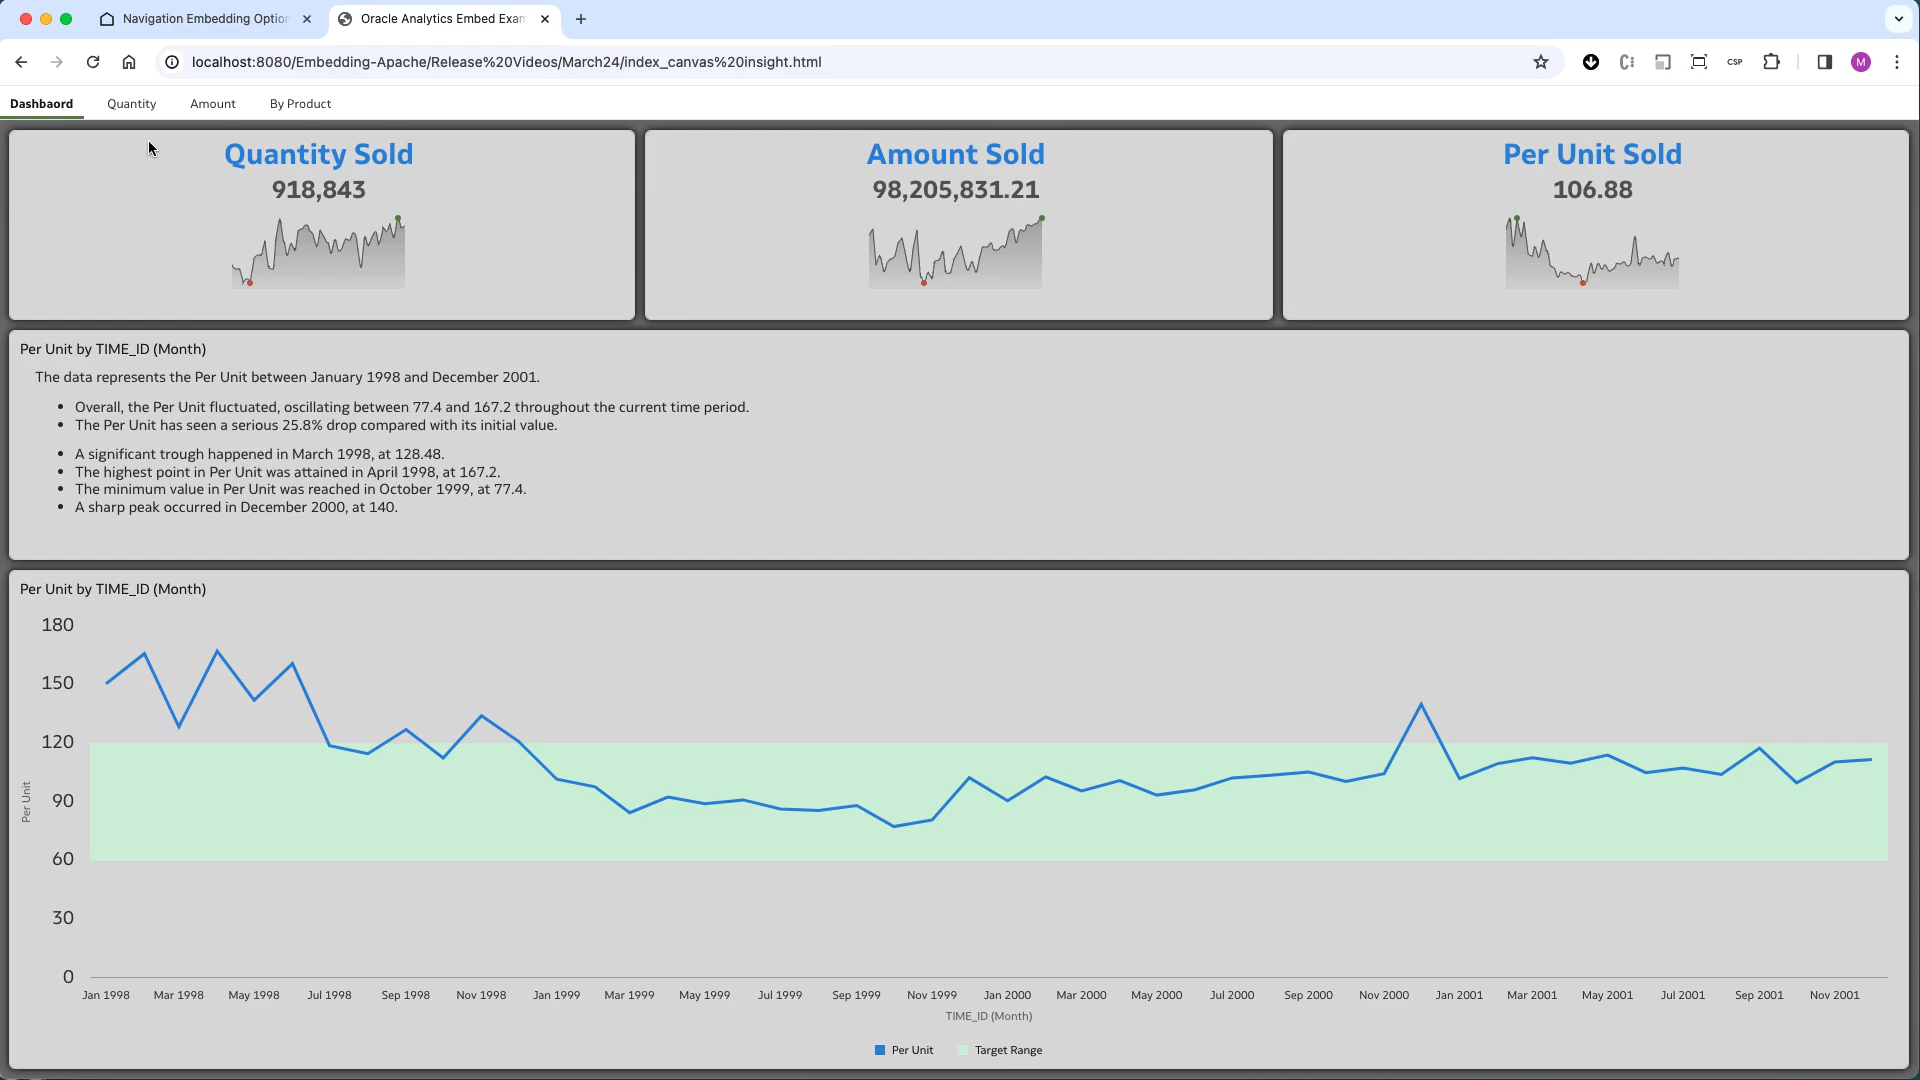 Navigation Embedding Optio
Oracle Analytics Embed Exam
localhost:8080/Embedding-Apache/Release%20Videos/March24/index_canvas%20insight.html
CSP
M
Dashbaord Quantity Amount By Product
Quantity Sold
918,843
Amount Sold
98,205,831.21
Per Unit Sold
106.88
Per Unit by TIME_ID (Month)
The data represents the Per Unit between January 1998 and December 2001.
• Overall, the Per Unit fluctuated, oscillating between 77.4 and 167.2 throughout the current time period.
• The Per Unit has seen a serious 25.8% drop compared with its initial value.
• A significant trough happened in March 1998, at 128.48.
• The highest point in Per Unit was attained in April 1998, at 167.2.
• The minimum value in Per Unit was reached in October 1999, at 77.4.
• A sharp peak occurred in December 2000, at 140.
Per Unit by TIME_ID (Month)
180
150
120
90
60
30
0
Per Unit
Jan 1998 Mar 1998 May 1998 Jul 1998 Sep 1998 Nov 1998 Jan 1999 Mar 1999 May 1999 Jul 1999 Sep 1999 Nov 1999 Jan 2000 Mar 2000 May 2000 Jul 2000 Sep 2000 Nov 2000 Jan 2001 Mar 2001 May 2001 Jul 2001 Sep 2001 Nov 2001
TIME_ID (Month)
Per Unit Target Range